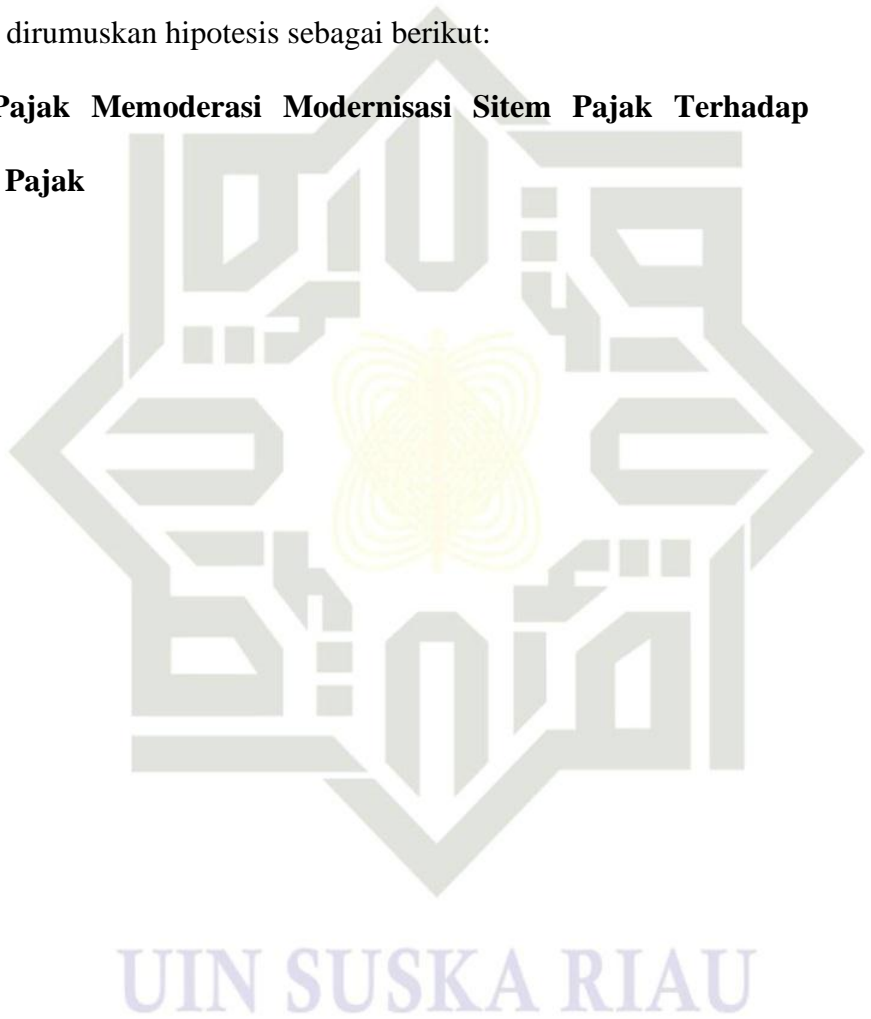 dirumuskan hipotesis sebagai berikut:
Pajak Memoderasi Modernisasi Sitem Pajak Terhadap
Pajak
UIN SUSKA RIAU